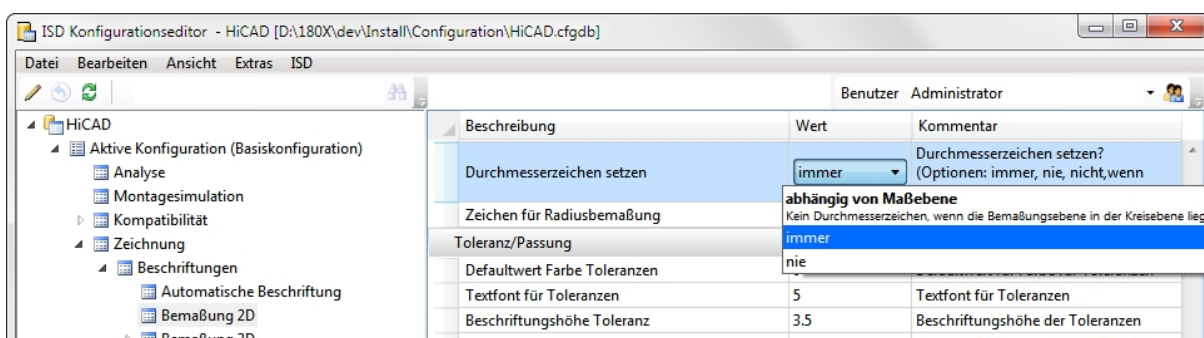 ISD Konfigurationseditor - HiCAD [D:\180X\dev\Install\Configuration\HiCAD.cfgdb]
Datei Bearbeiten Ansicht Extras ISD
Benutzer Administrator
HiCAD
Aktive Konfiguration (Basiskonfiguration)
Analyse
Montagesimulation
Kompatibilität
Zeichnung
Beschriftungen
Automatische Beschriftung
Bemaßung 2D
Beschreibung Wert Kommentar
Durchmesserzeichen setzen immer Durchmesserzeichen setzen?
(Optionen: immer, nie, nicht,wenn
abhängig von Maßebene
Kein Durchmesserzeichen, wenn die Bemaßungsebene in der Kreisebene lieg
immer
nie
Zeichen für Radiusbemaßung
Toleranz/Passung
Defaultwert Farbe Toleranzen
Textfont für Toleranzen 5 Textfont für Toleranzen
Beschriftungshöhe Toleranz 3.5 Beschriftungshöhe der Toleranzen